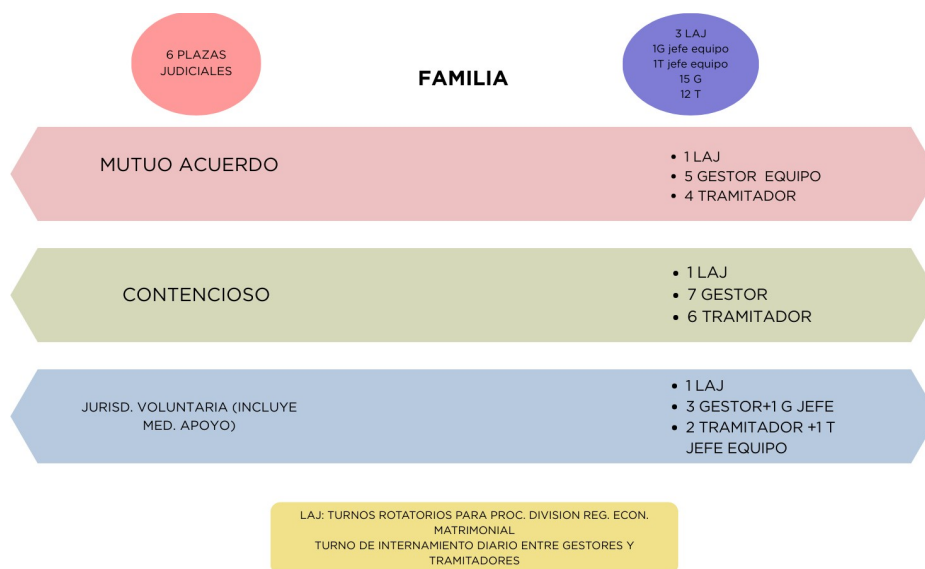 6 PLAZAS
JUDICIALES
FAMILIA
3 LAJ
1G jefe equipo
1T jefe equipo
15 G
12 T
MUTUO ACUERDO
• 1 LAJ
• 5 GESTOR EQUIPO
• 4 TRAMITADOR
CONTENCIOSO
• 1 LAJ
• 7 GESTOR
• 6 TRAMITADOR
JURISD. VOLUNTARIA (INCLUYE
MED. APOYO)
• 1 LAJ
• 3 GESTOR+1 G JEFE
• 2 TRAMITADOR +1 T
JEFE EQUIPO
LAJ: TURNOS ROTATORIOS PARA PROC. DIVISION REG. ECON.
MATRIMONIAL
TURNO DE INTERNAMIENTO DIARIO ENTRE GESTORES Y
TRAMITADORES